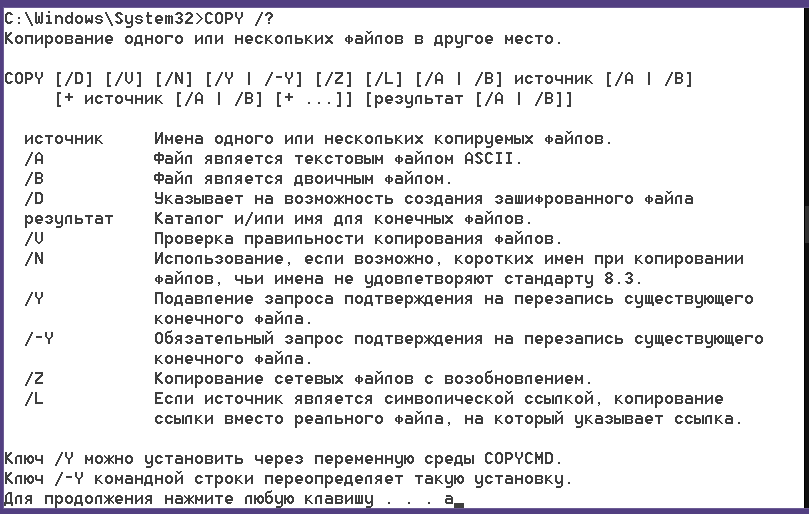 C:\Windows\System32>COPY /?
Копирование одного или нескольких файлов в другое место.
COPY [/D] [/V] [/N] [/Y | /-Y] [/Z] [/L] [/A | /B] источник [/A | /B]
[+ источник [/A | /B] [+ ...]] [результат [/A | /B]]
источник Имена одного или нескольких копируемых файлов.
/A Файл является текстовым файлом ASCII.
/B Файл является двоичным файлом.
/D Указывает на возможность создания зашифрованного файла
результат Каталог и/или имя для конечных файлов.
/V Проверка правильности копирования файлов.
/N Использование, если возможно, коротких имен при копировании
файлов, чьи имена не удовлетворяют стандарту 8.3.
/Y Подавление запроса подтверждения на перезапись существующего
конечного файла.
/-Y Обязательный запрос подтверждения на перезапись существующего
конечного файла.
/Z Копирование сетевых файлов с возобновлением.
/L Если источник является символической ссылкой, копирование
ссылки вместо реального файла, на который указывает ссылка.
Ключ /Y можно установить через переменную среды COPYCMD.
Ключ /-Y командной строки переопределяет такую установку.
Для продолжения нажмите любую клавишу . . . а